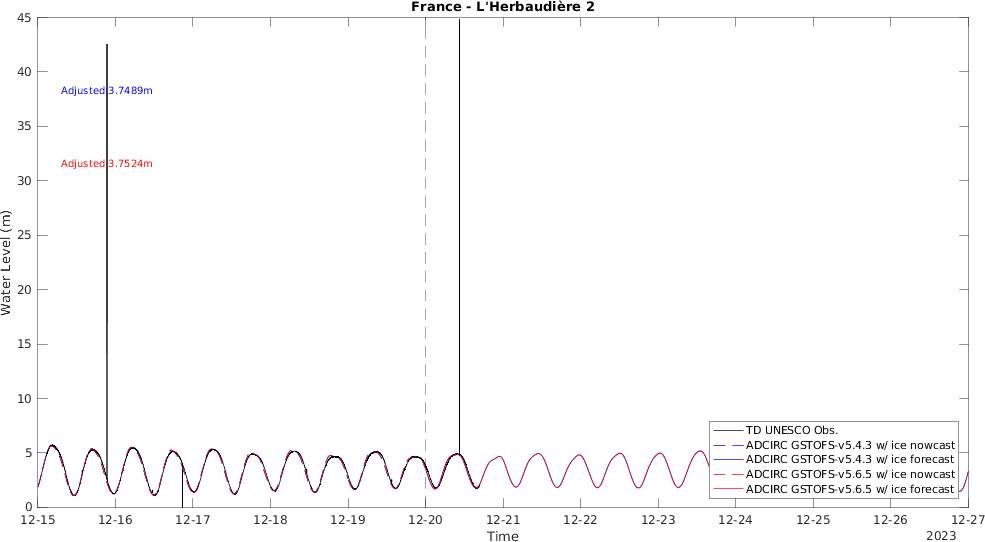 France - L'Herbaudière 2
45
40
35
30
25
20
15
10
5
0
Water Level (m)
Adjusted 3.7489m
Adjusted 3.7524m
TD UNESCO Obs.
ADCIRC GSTOFS-v5.4.3 w/ ice nowcast
ADCIRC GSTOFS-v5.4.3 w/ ice forecast
ADCIRC GSTOFS-v5.6.5 w/ ice nowcast
ADCIRC GSTOFS-v5.6.5 w/ ice forecast
12-15 12-16 12-17 12-18 12-19 12-20 12-21 12-22 12-23 12-24 12-25 12-26 12-27
Time
2023